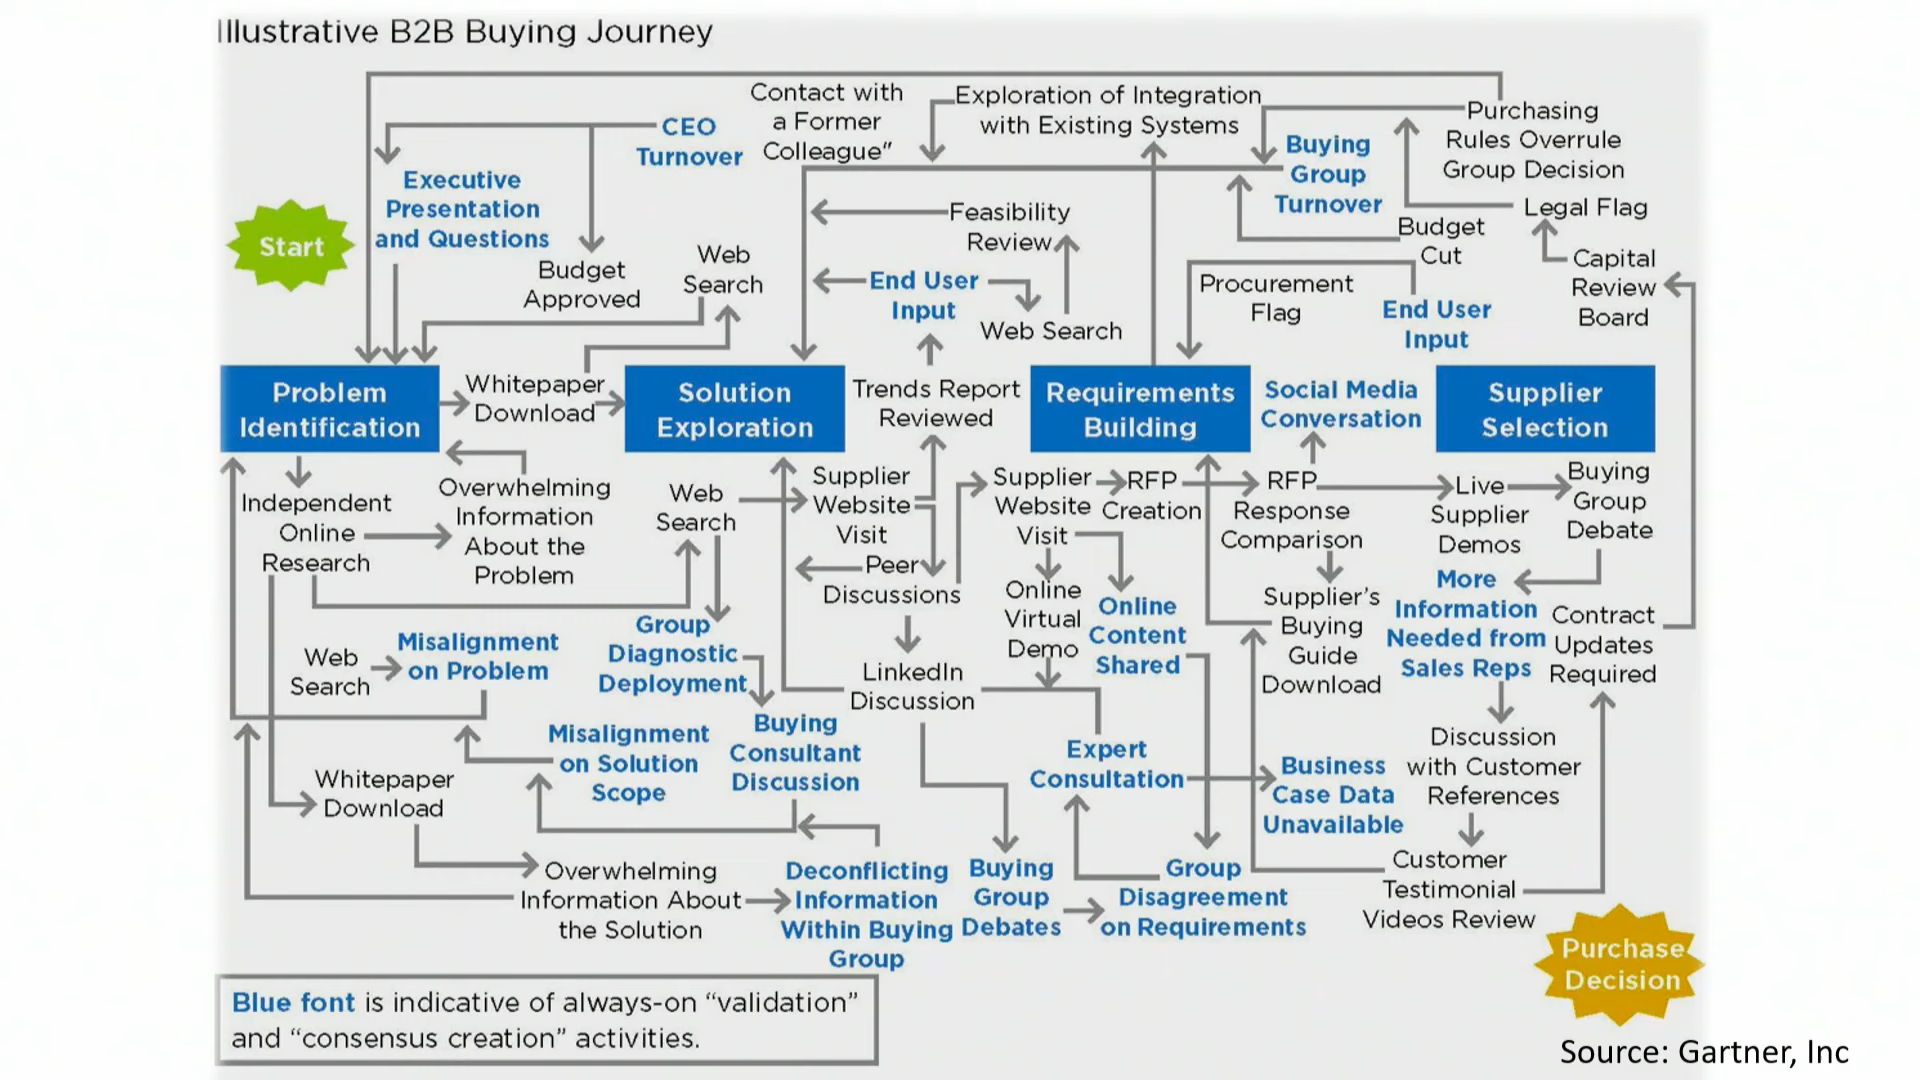 Illustrative B2B Buying Journey
Contact with
a Former
Colleague"
Exploration of Integration
with Existing Systems
Purchasing
Rules Overrule
Group Decision
CEO
Turnover
Buying
Group
Turnover
Executive
Presentation
and Questions
Start
Feasibility
Review
Legal Flag
Budget
Cut
Budget
Approved
Web
Search
End User
Input
Web Search
Procurement
Flag
End User
Input
Capital
Review
Board
Problem
Identification
Whitepaper
Download
Solution
Exploration
Trends Report
Reviewed
Requirements
Building
Social Media
Conversation
Supplier
Selection
Independent
Online
Research
Overwhelming
Information
About the
Problem
Web
Search
Supplier
Website
Visit
Peer
Discussions
Supplier
Website
Visit
RFP
Creation
RFP
Response
Comparison
Live
Supplier
Demos
Buying
Group
Debate
Web
Search
Misalignment
on Problem
Group
Diagnostic
Deployment
LinkedIn
Discussion
Online
Virtual
Demo
Online
Content
Shared
Supplier's
Buying
Guide
Download
More
Information
Needed from
Sales Reps
Contract
Updates
Required
Whitepaper
Download
Misalignment
on Solution
Scope
Buying
Consultant
Discussion
Expert
Consultation
Business
Case Data
Unavailable
Discussion
with Customer
References
Overwhelming
Information About
the Solution
Deconflicting
Information
Within Buying
Group
Buying
Group
Debates
Group
Disagreement
on Requirements
Customer
Testimonial
Videos Review
Purchase
Decision
Blue font is indicative of always-on "validation"
and "consensus creation" activities.
Source: Gartner, Inc